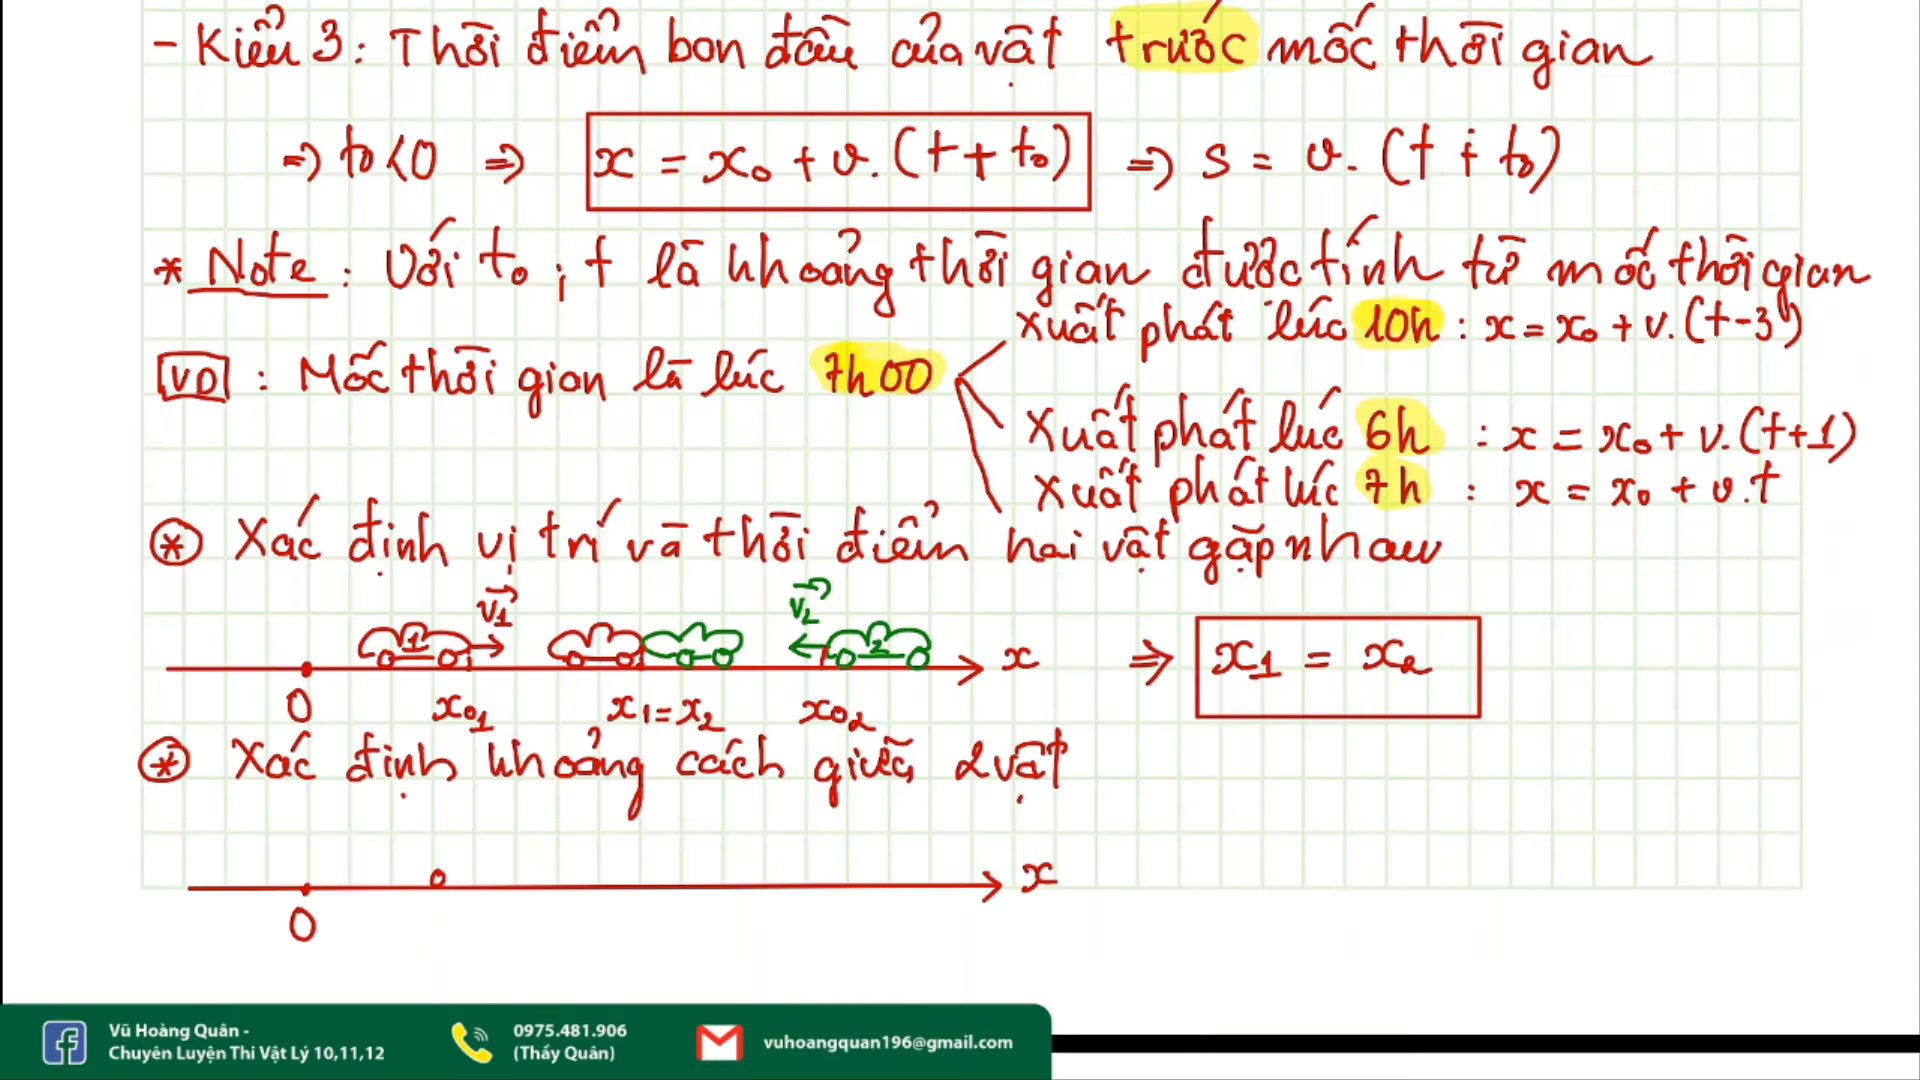 - Kiểu 3: Thời điểm ban đầu của vật trước mốc thời gian
=> t₀<0 => x = x₀ + v.(t + t₀) => S = v.(t + t₀)
* Note: Với t₀; t là khoảng thời gian được tính từ mốc thời gian
Xuất phát lúc 10h : x = x₀ + v.(t-3)
VD : Mốc thời gian là lúc 7h00
Xuất phát lúc 6h : x = x₀ + v.(t+1)
Xuất phát lúc 7h : x = x₀ + v.t
* Xác định vị trí và thời điểm hai vật gặp nhau
v₁ v₂
1 2 x => x₁ = x₂
0 x₀₁ x₁=x₂ x₀₂
* Xác định khoảng cách giữa 2 vật
x
0
Vũ Hoàng Quân -
Chuyên Luyện Thi Vật Lý 10,11,12
0975.481.906
(Thầy Quân)
vuhoangquan196@gmail.com